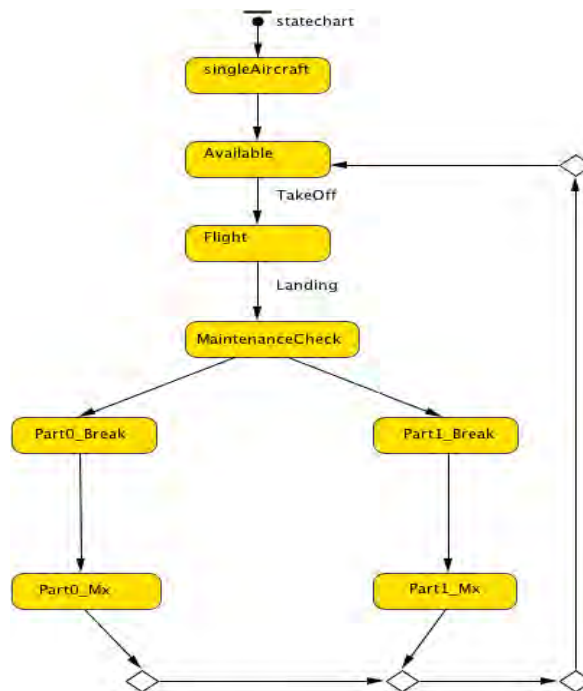 statechart
singleAircraft
Available
TakeOff
Flight
Landing
MaintenanceCheck
Part0_Break
Part1_Break
Part0_Mx
Part1_Mx